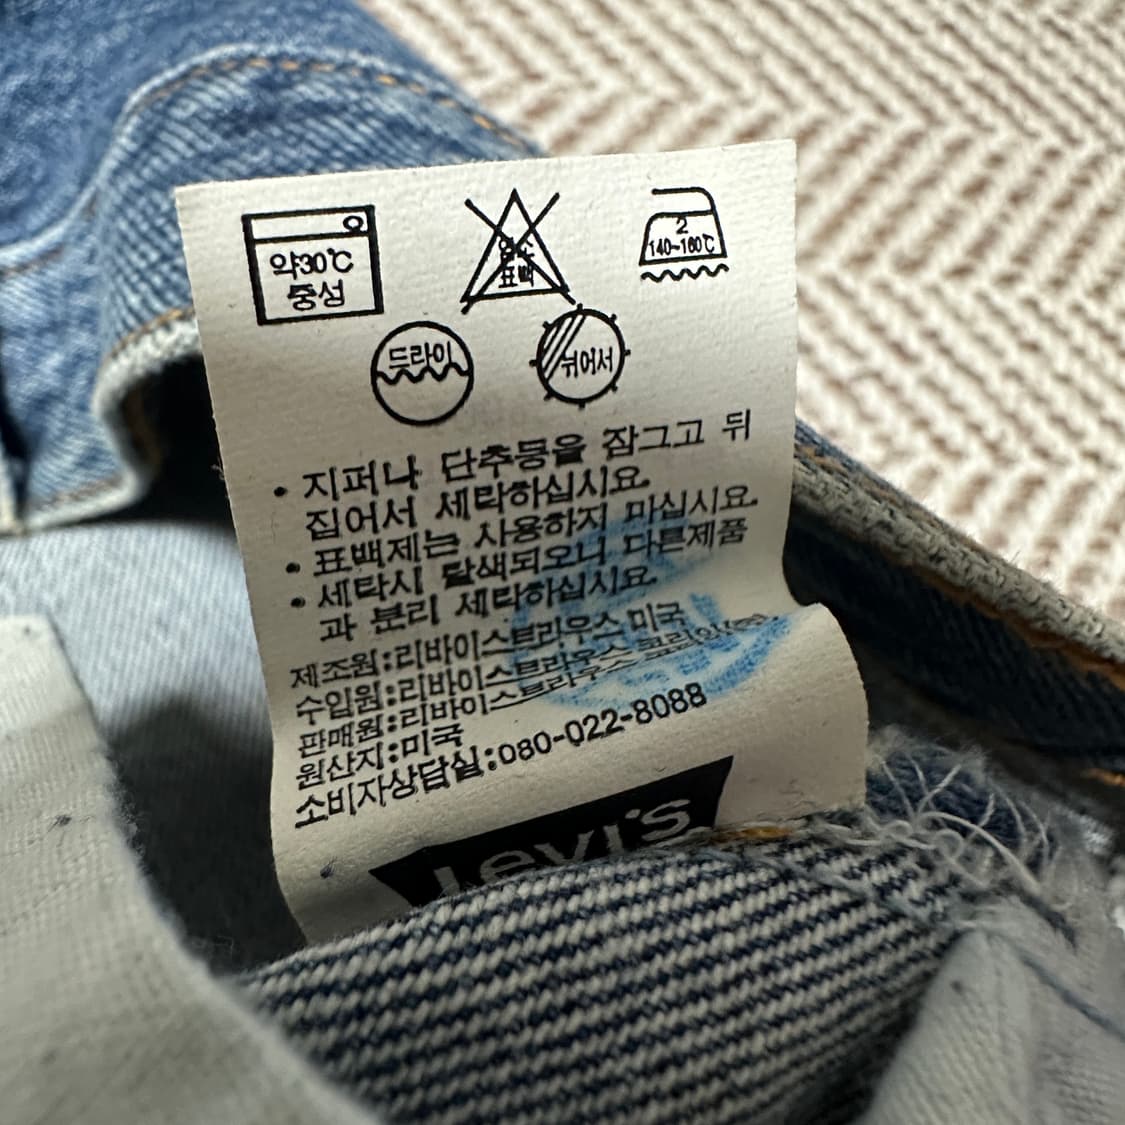 약30℃
중성
염소
표백
2
140~160℃
드라이
뉘어서
• 지퍼나 단추등을 잠그고 뒤
집어서 세탁하십시요.
• 표백제는 사용하지 마십시요.
• 세탁시 탈색되오니 다른제품
과 분리 세탁하십시요.
제조원:리바이스트라우스 미국
수입원:리바이스트라우스 코리아(주)
판매원:리바이스트라우스
원산지:미국
소비자상담실:080-022-8088
Levi's